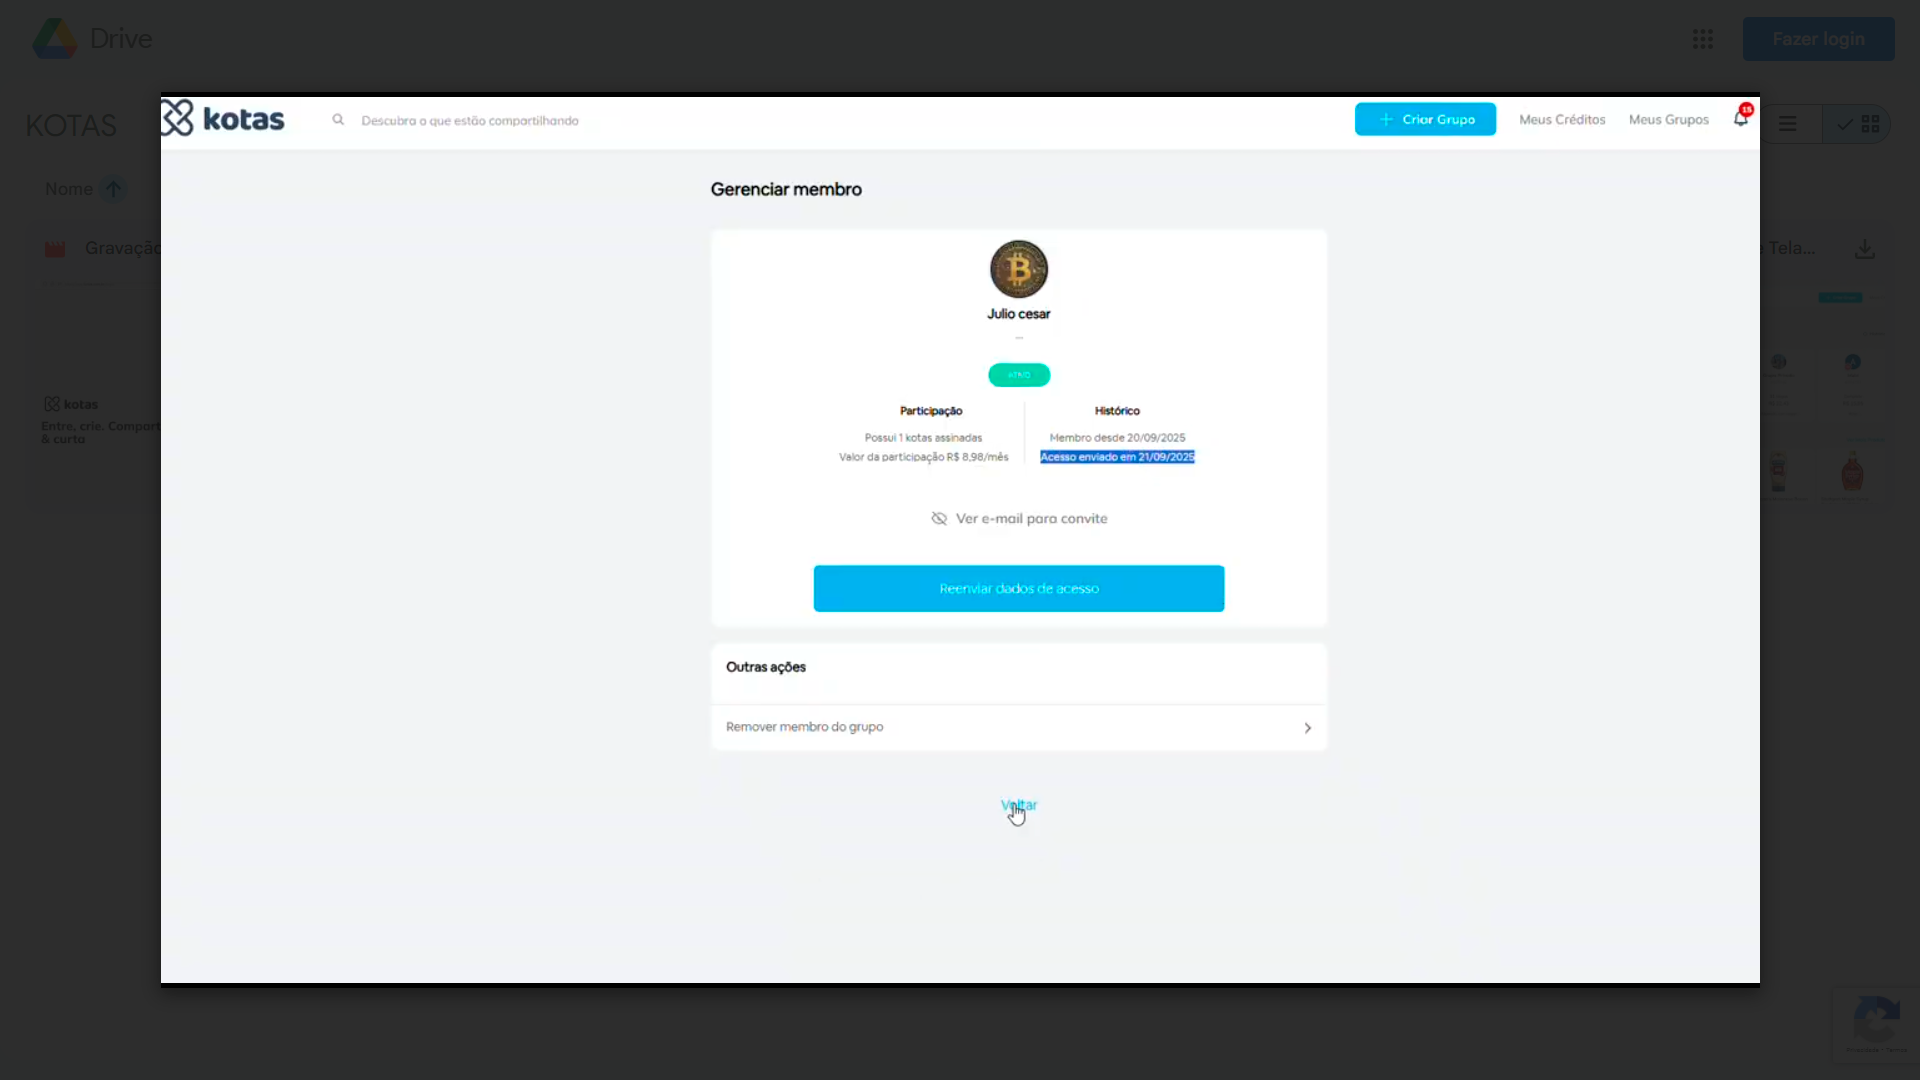 Drive
Fazer login
KOTAS
kotas
Descubra o que estão compartilhando
+ Criar Grupo
Meus Créditos
Meus Grupos
15
Nome
Gerenciar membro
Gravação
Tela...
Julio cesar
...
ATIVO
Participação
Histórico
Possui 1 kotas assinadas
Membro desde 20/09/2025
Valor da participação R$ 8,98/mês
Acesso enviado em 21/09/2025
kotas
Entre, crie. Compart
& curta
Ver e-mail para convite
Reenviar dados de acesso
Outras ações
Remover membro do grupo
Voltar